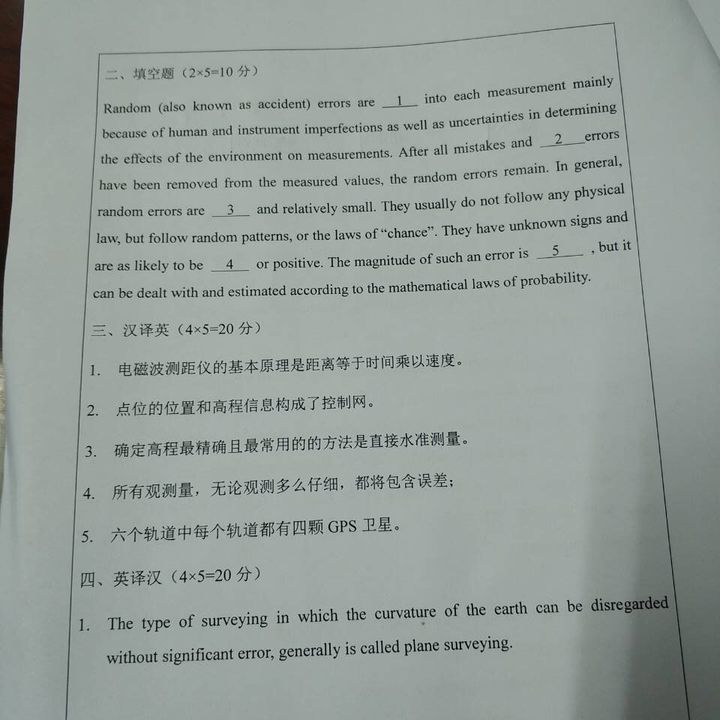 二、填空题（2×5=10 分）
Random (also known as accident) errors are 1 into each measurement mainly
because of human and instrument imperfections as well as uncertainties in determining
the effects of the environment on measurements. After all mistakes and 2 errors
have been removed from the measured values, the random errors remain. In general,
random errors are 3 and relatively small. They usually do not follow any physical
law, but follow random patterns, or the laws of “chance”. They have unknown signs and
are as likely to be 4 or positive. The magnitude of such an error is 5 , but it
can be dealt with and estimated according to the mathematical laws of probability.
三、汉译英（4×5=20 分）
1. 电磁波测距仪的基本原理是距离等于时间乘以速度。
2. 点位的位置和高程信息构成了控制网。
3. 确定高程最精确且最常用的的方法是直接水准测量。
4. 所有观测量，无论观测多么仔细，都将包含误差；
5. 六个轨道中每个轨道都有四颗 GPS 卫星。
四、英译汉（4×5=20 分）
1. The type of surveying in which the curvature of the earth can be disregarded
without significant error, generally is called plane surveying.